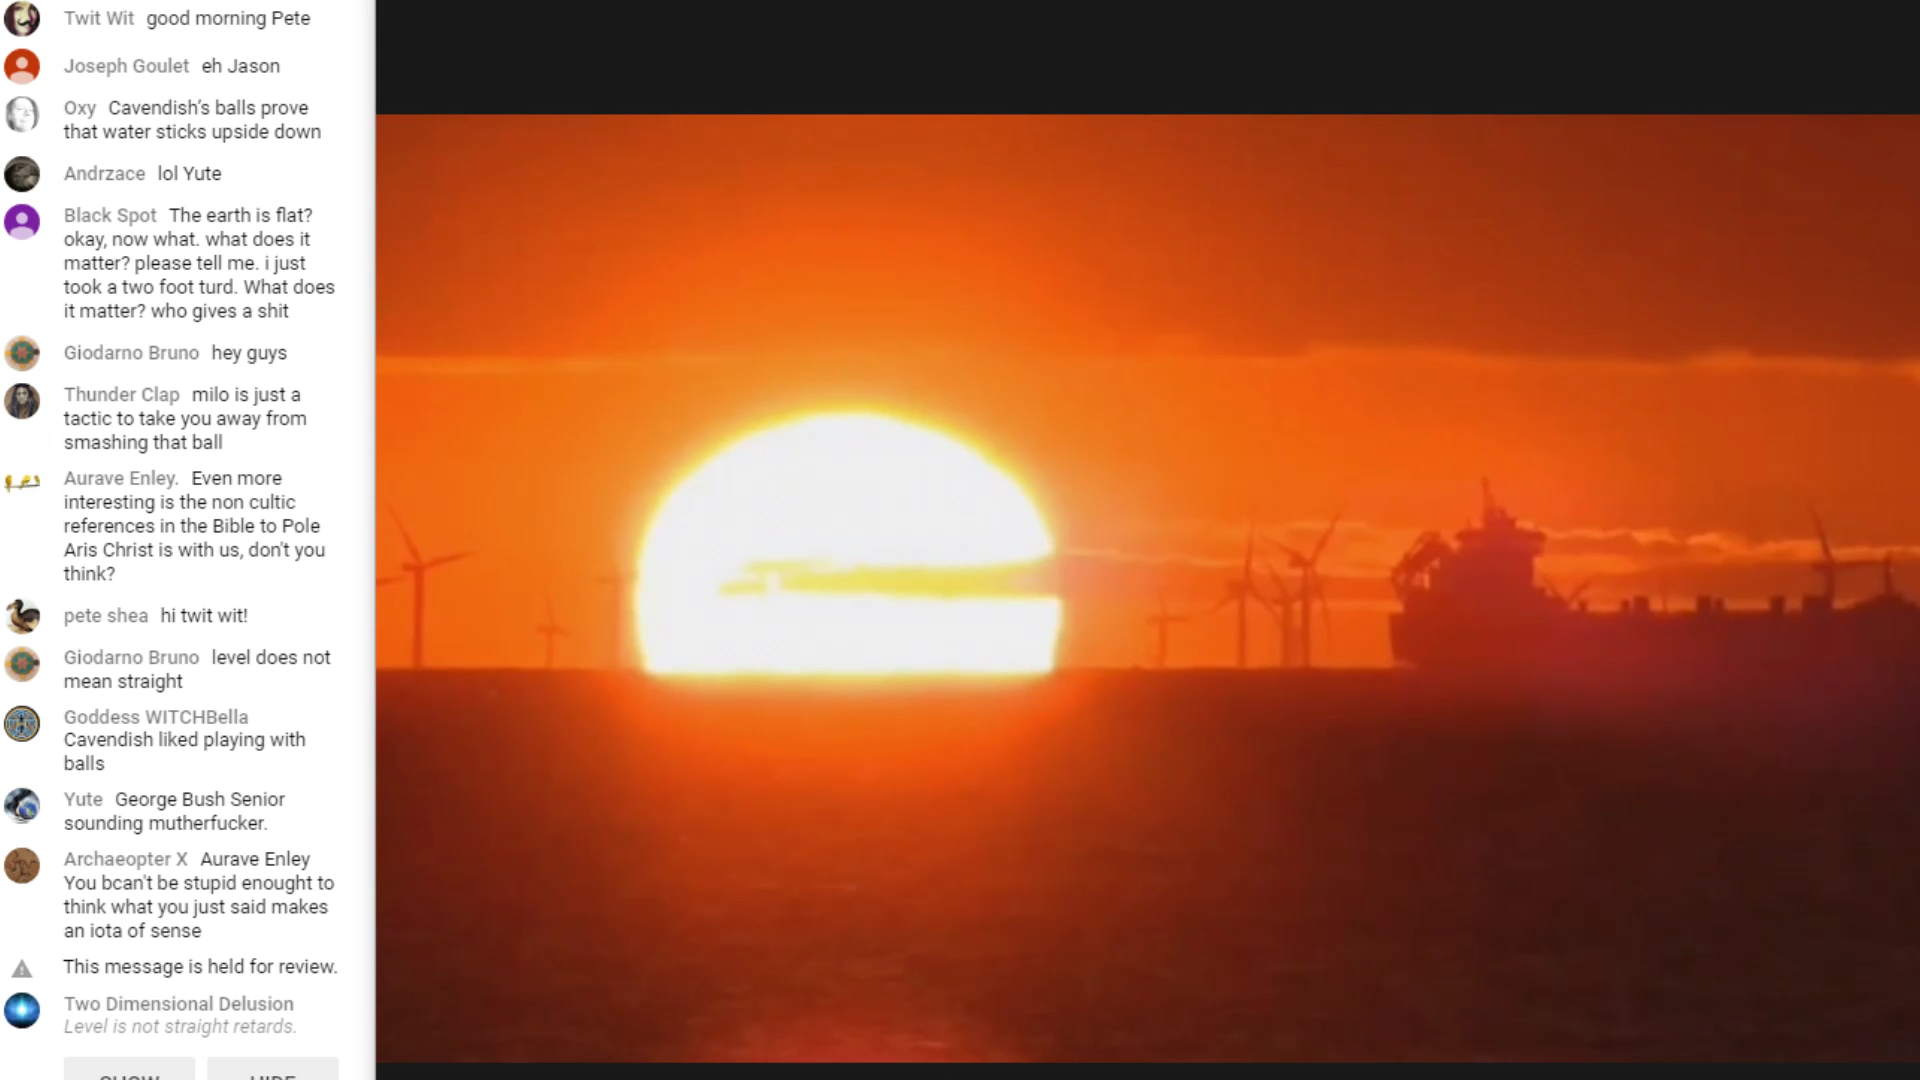 Twit Wit good morning Pete
Joseph Goulet eh Jason
Oxy Cavendish's balls prove
that water sticks upside down
Andrzace lol Yute
Black Spot The earth is flat?
okay, now what. what does it
matter? please tell me. i just
took a two foot turd. What does
it matter? who gives a shit
Giodarno Bruno hey guys
Thunder Clap milo is just a
tactic to take you away from
smashing that ball
Aurave Enley. Even more
interesting is the non cultic
references in the Bible to Pole
Aris Christ is with us, don't you
think?
pete shea hi twit wit!
Giodarno Bruno level does not
mean straight
Goddess WITCHBella
Cavendish liked playing with
balls
Yute George Bush Senior
sounding mutherfucker.
Archaeopter X Aurave Enley
You bcan't be stupid enought to
think what you just said makes
an iota of sense
This message is held for review.
Two Dimensional Delusion
Level is not straight retards.
SHOW HIDE